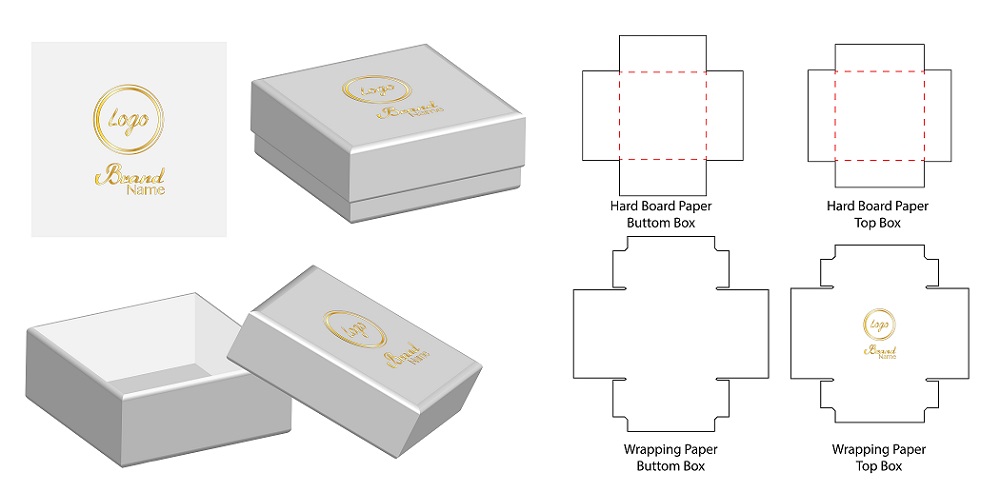 Logo
Brand
Name
Logo
Brand
Name
Logo
Brand
Name
Hard Board Paper
Buttom Box
Hard Board Paper
Top Box
Logo
Brand
Name
Wrapping Paper
Buttom Box
Wrapping Paper
Top Box